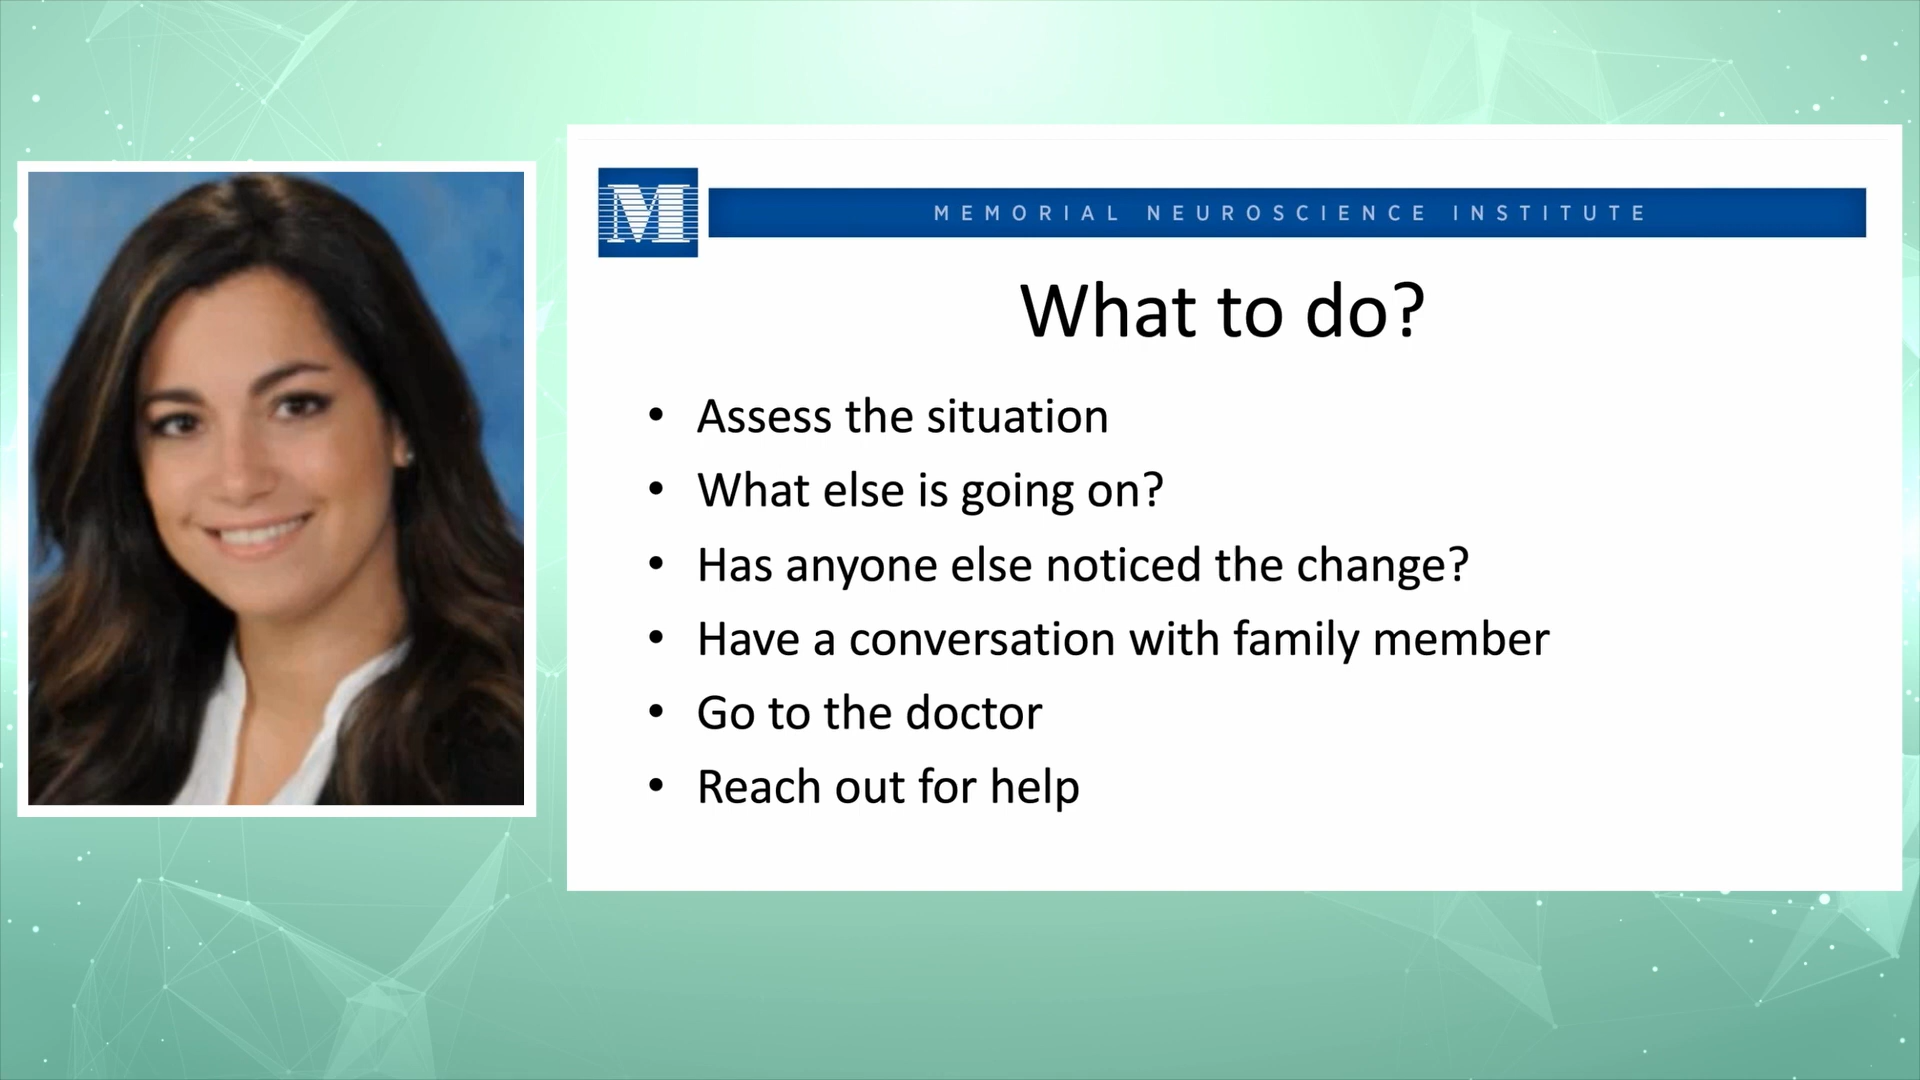 M
MEMORIAL NEUROSCIENCE INSTITUTE
What to do?
• Assess the situation
• What else is going on?
• Has anyone else noticed the change?
• Have a conversation with family member
• Go to the doctor
• Reach out for help